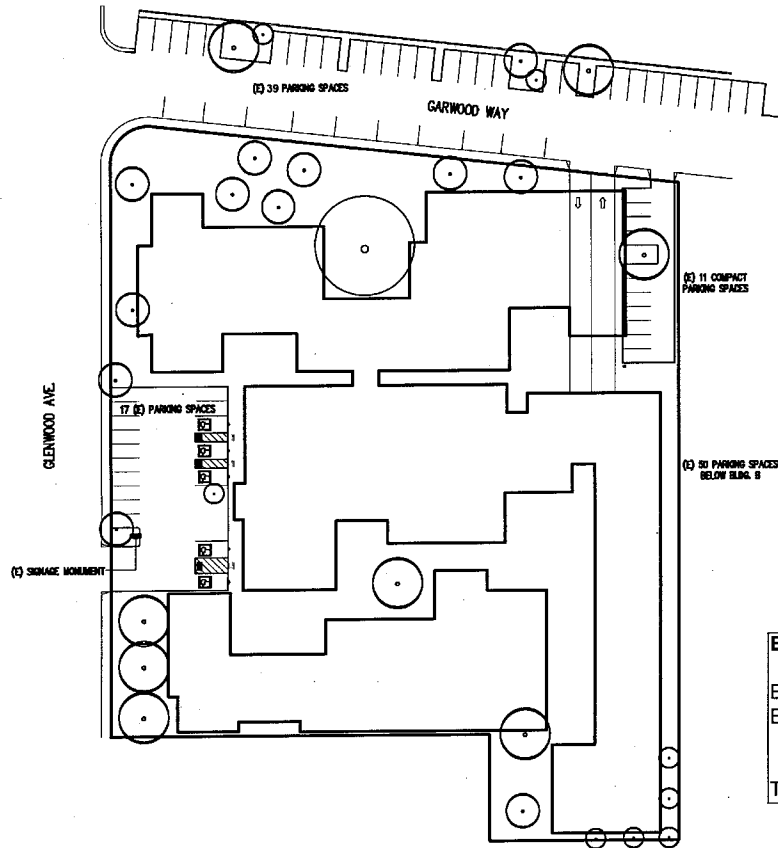 (E) 39 PARKING SPACES
GARWOOD WAY
(E) 11 COMPACT
PARKING SPACES
GLENWOOD AVE.
17 (E) PARKING SPACES
(E) 50 PARKING SPACES
BELOW BLDG. B
(E) SIGNAGE MONUMENT
E
E
E
T